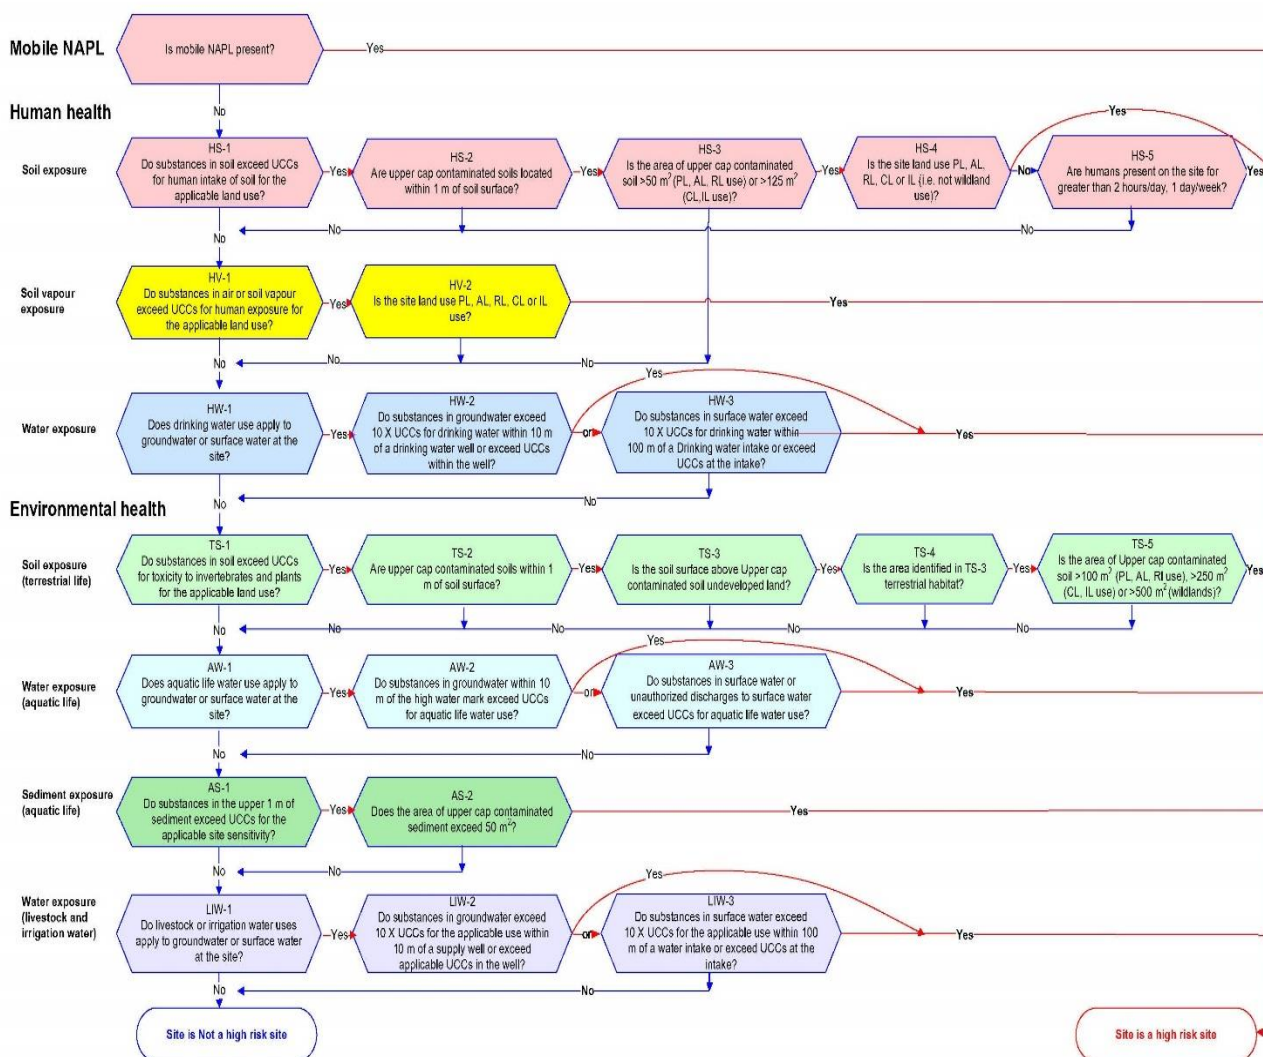 Mobile NAPL
Is mobile NAPL present?
Yes
No
Human health
Yes
Soil exposure
HS-1
Do substances in soil exceed UCCs
for human intake of soil for the
applicable land use?
Yes
HS-2
Are upper cap contaminated soils located
within 1 m of soil surface?
Yes
HS-3
Is the area of upper cap contaminated
soil >50 m² (PL, AL, RL use) or >125 m²
(CL,IL use)?
Yes
HS-4
Is the site land use PL, AL,
RL, CL or IL (i.e. not wildland
use)?
No
HS-5
Are humans present on the site for
greater than 2 hours/day, 1 day/week?
Yes
No
No
No
Soil vapour
exposure
HV-1
Do substances in air or soil vapour
exceed UCCs for human exposure for
the applicable land use?
Yes
HV-2
Is the site land use PL, AL, RL, CL or IL
use?
Yes
No
No
No
Water exposure
HW-1
Does drinking water use apply to
groundwater or surface water at the
site?
Yes
HW-2
Do substances in groundwater exceed
10 X UCCs for drinking water within 10 m
of a drinking water well or exceed UCCs
within the well?
Yes
or
HW-3
Do substances in surface water exceed
10 X UCCs for drinking water within
100 m of a Drinking water intake or exceed
UCCs at the intake?
Yes
No
No
Environmental health
Soil exposure
(terrestrial life)
TS-1
Do substances in soil exceed UCCs
for toxicity to invertebrates and plants
for the applicable land use?
Yes
TS-2
Are upper cap contaminated soils within 1
m of soil surface?
Yes
TS-3
Is the soil surface above Upper cap
contaminated soil undeveloped land?
Yes
TS-4
Is the area identified in TS-3
terrestrial habitat?
Yes
TS-5
Is the area of Upper cap contaminated
soil >100 m² (PL, AL, Rl use), >250 m²
(CL, IL use) or >500 m² (wildlands)?
Yes
No
No
No
No
No
Water exposure
(aquatic life)
AW-1
Does aquatic life water use apply to
groundwater or surface water at the
site?
Yes
AW-2
Do substances in groundwater within 10
m of the high water mark exceed UCCs
for aquatic life water use?
Yes
or
AW-3
Do substances in surface water or
unauthorized discharges to surface water
exceed UCCs for aquatic life water use?
Yes
No
No
Sediment exposure
(aquatic life)
AS-1
Do substances in the upper 1 m of
sediment exceed UCCs for the
applicable site sensitivity?
Yes
AS-2
Does the area of upper cap contaminated
sediment exceed 50 m²?
Yes
No
No
Water exposure
(livestock and
irrigation water)
LIW-1
Do livestock or irrigation water uses
apply to groundwater or surface water
at the site?
Yes
LIW-2
Do substances in groundwater exceed
10 X UCCs for the applicable use within
10 m of a supply well or exceed
applicable UCCs in the well?
Yes
or
LIW-3
Do substances in surface water exceed
10 X UCCs for the applicable use within 100
m of a water intake or exceed UCCs at the
intake?
Yes
No
No
Site is Not a high risk site
Site is a high risk site